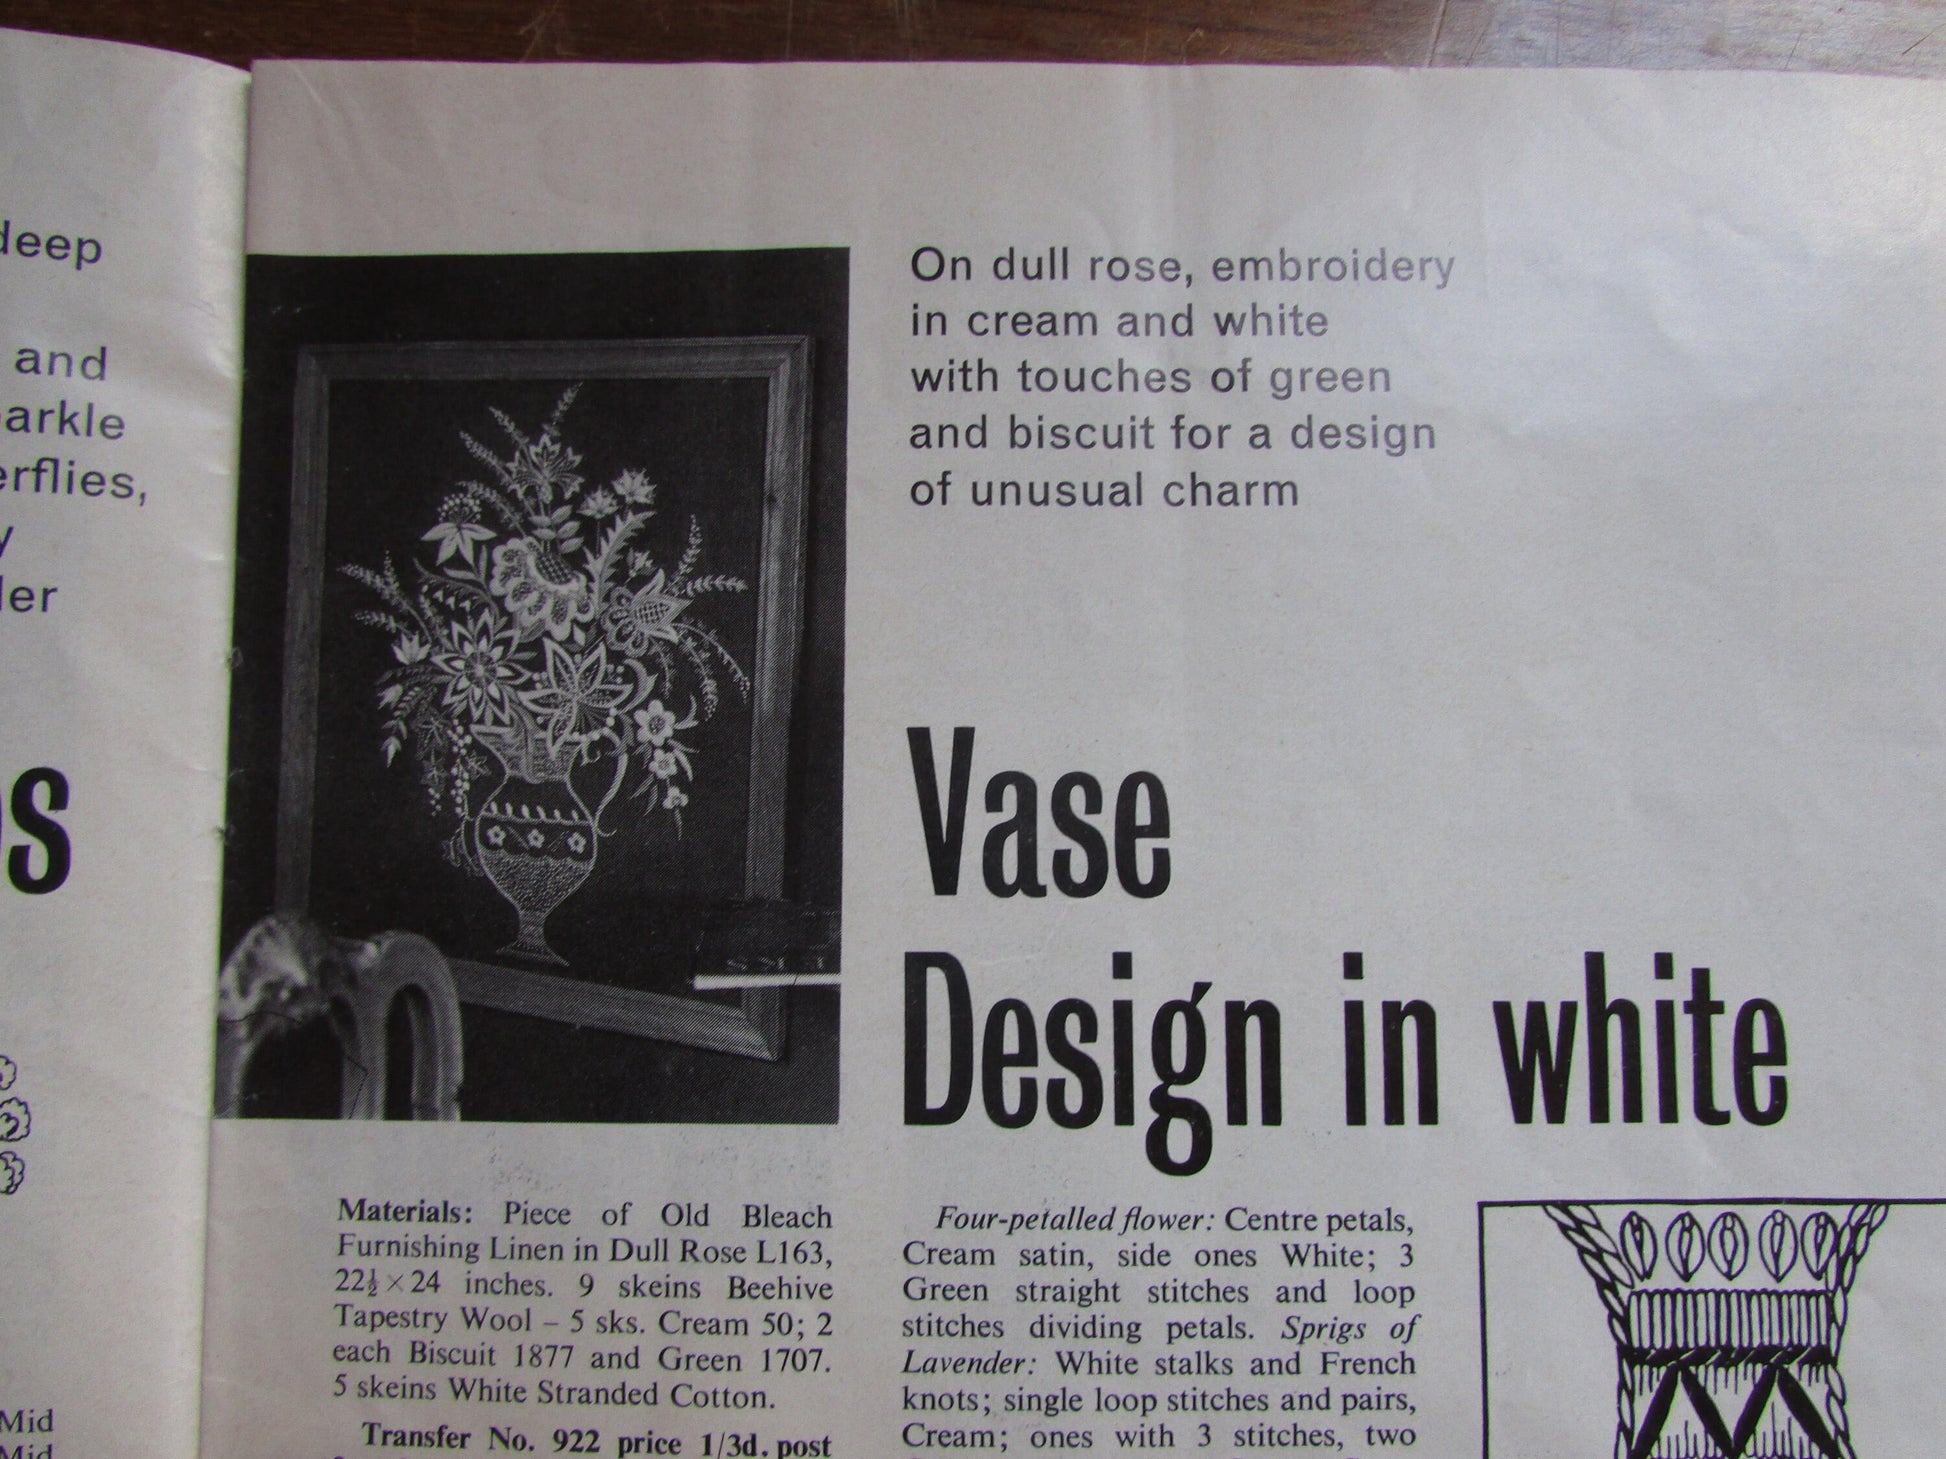 deep
and
erflies,
On dull rose, embroidery
in cream and white
with touches of green
and biscuit for a design
of unusual charm
Vase
Design in white
Materials: Piece of Old Bleach
Furnishing Linen in Dull Rose L163,
22½ × 24 inches. 9 skeins Beehive
Tapestry Wool – 5 sks. Cream 50; 2
each Biscuit 1877 and Green 1707.
5 skeins White Stranded Cotton.
Transfer No. 922 price 1/3d. post
Four-petalled flower: Centre petals,
Cream satin, side ones White; 3
Green straight stitches and loop
stitches dividing petals. Sprigs of
Lavender: White stalks and French
knots; single loop stitches and pairs,
Cream; ones with 3 stitches, two
Mid
Mid